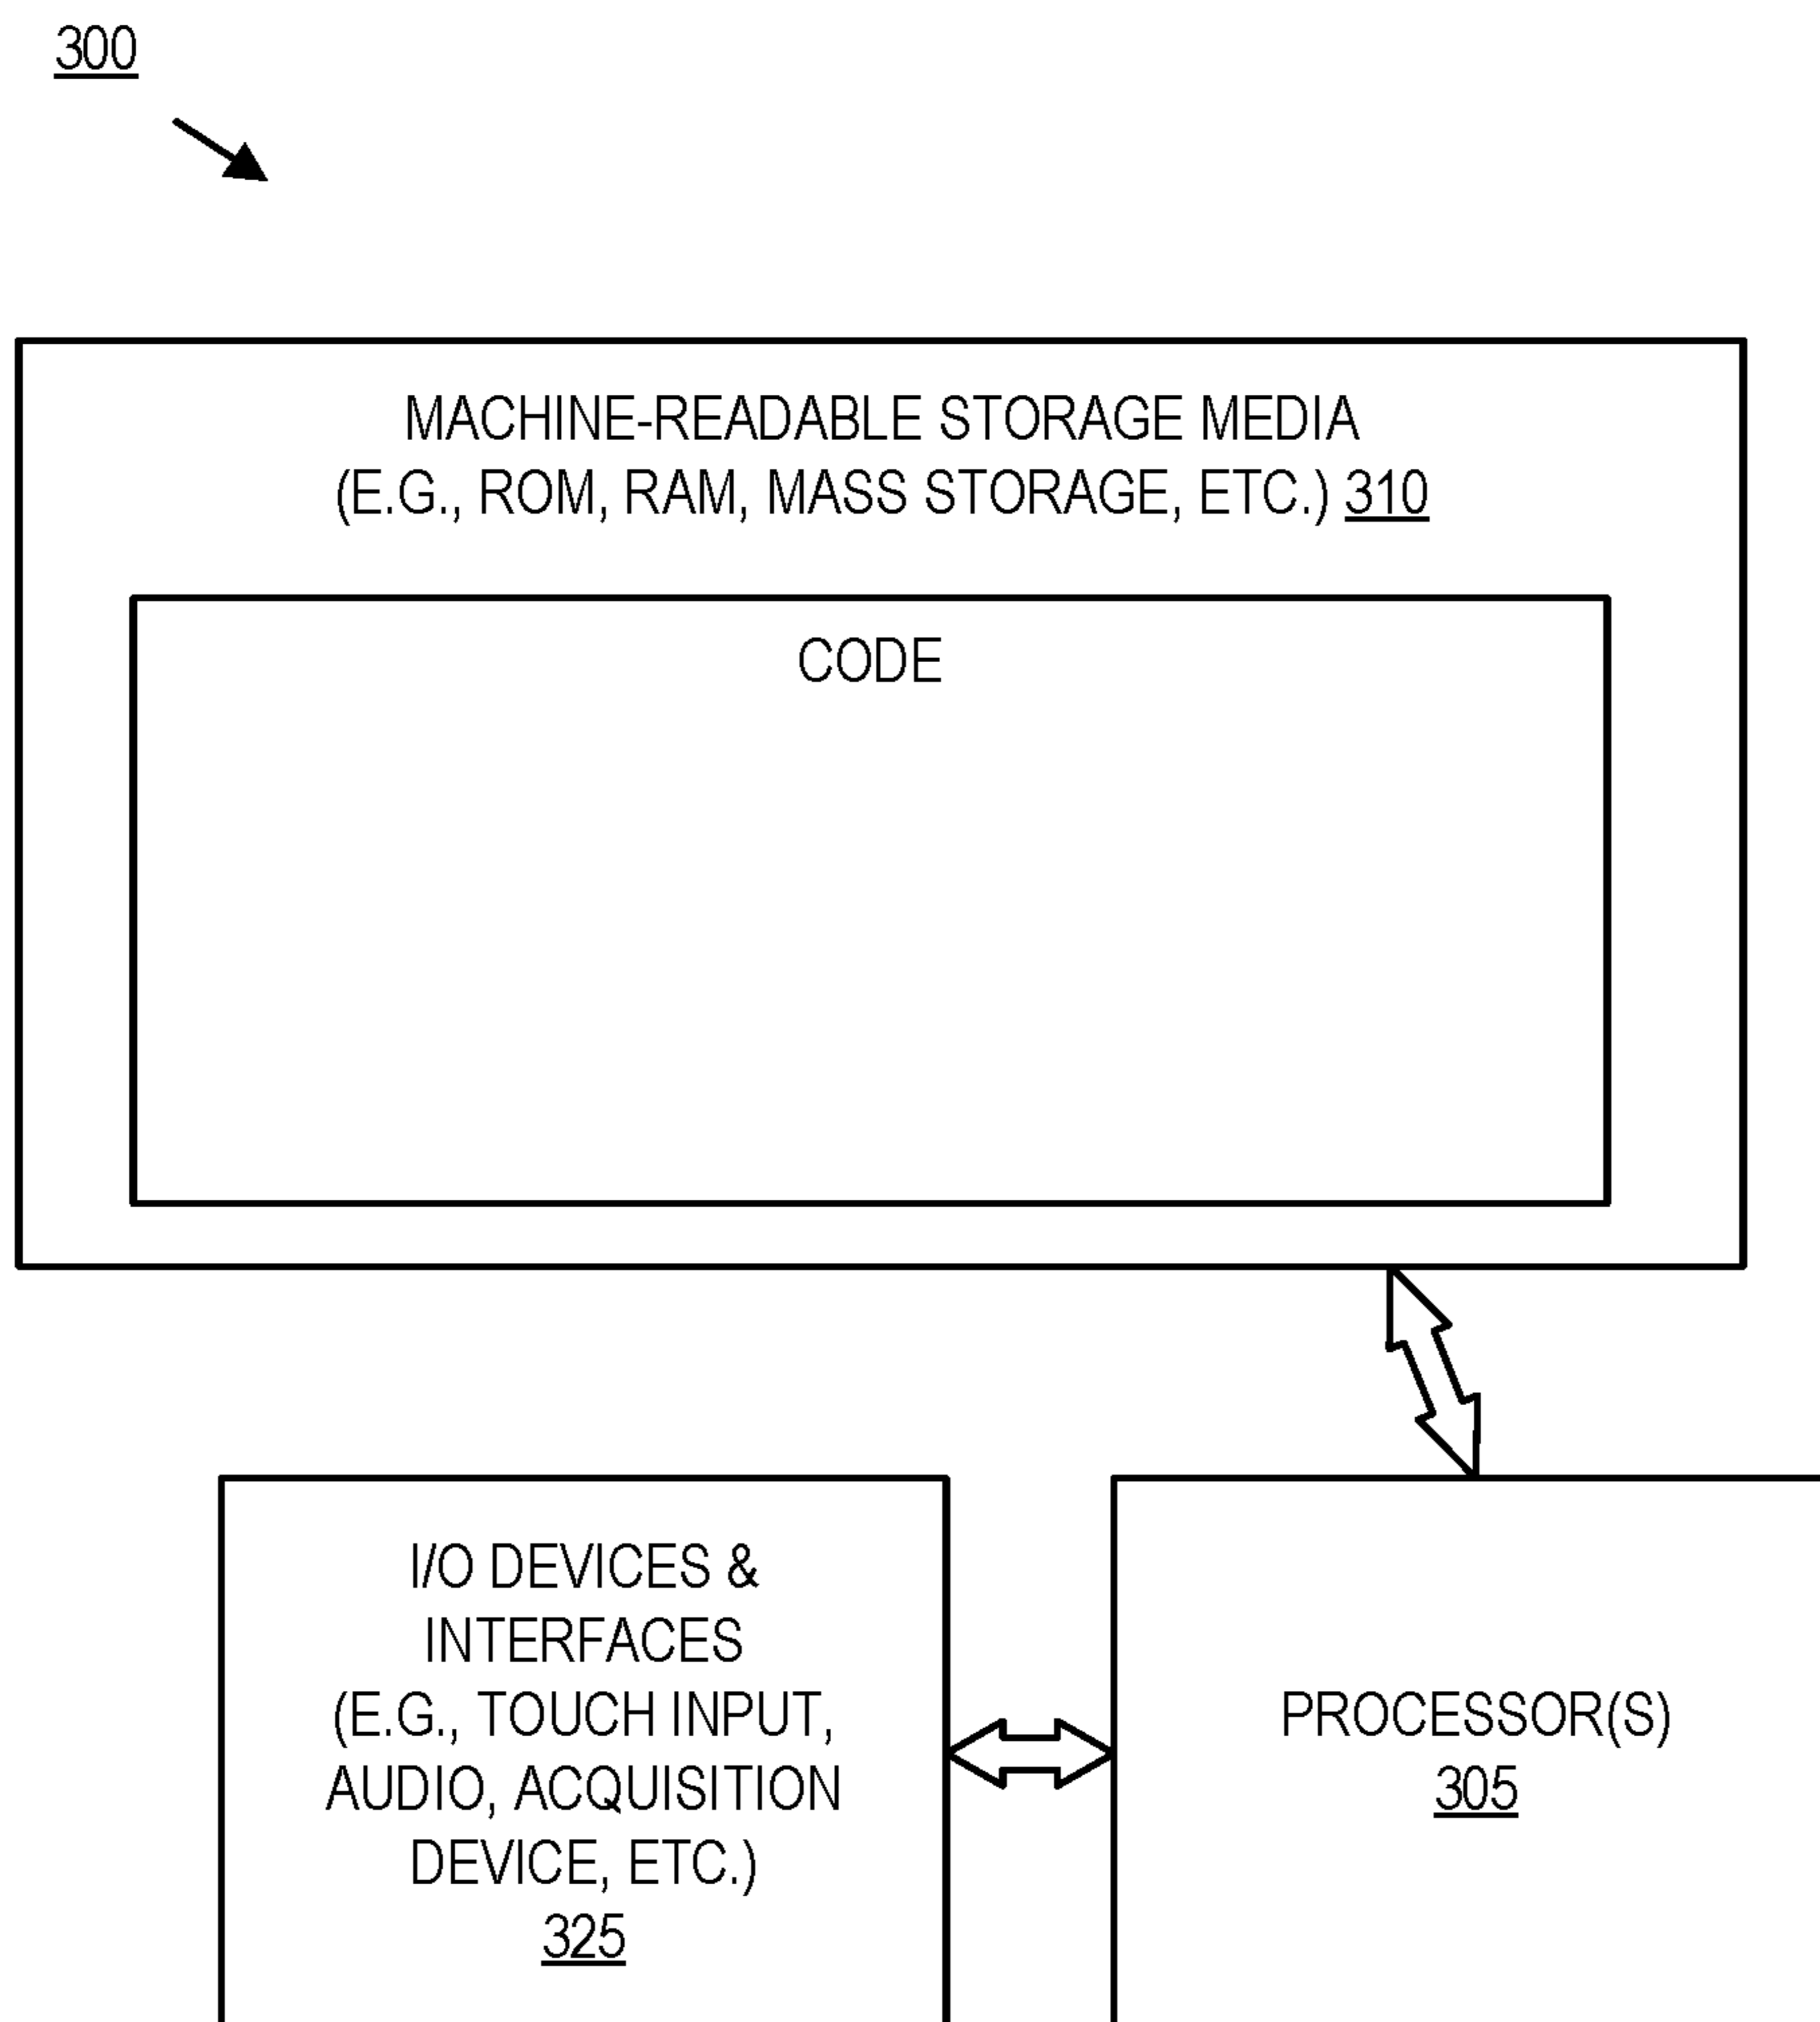 300
MACHINE-READABLE STORAGE MEDIA
(E.G., ROM, RAM, MASS STORAGE, ETC.) 310
CODE
I/O DEVICES &
INTERFACES
(E.G., TOUCH INPUT,
AUDIO, ACQUISITION
DEVICE, ETC.)
325
PROCESSOR(S)
305